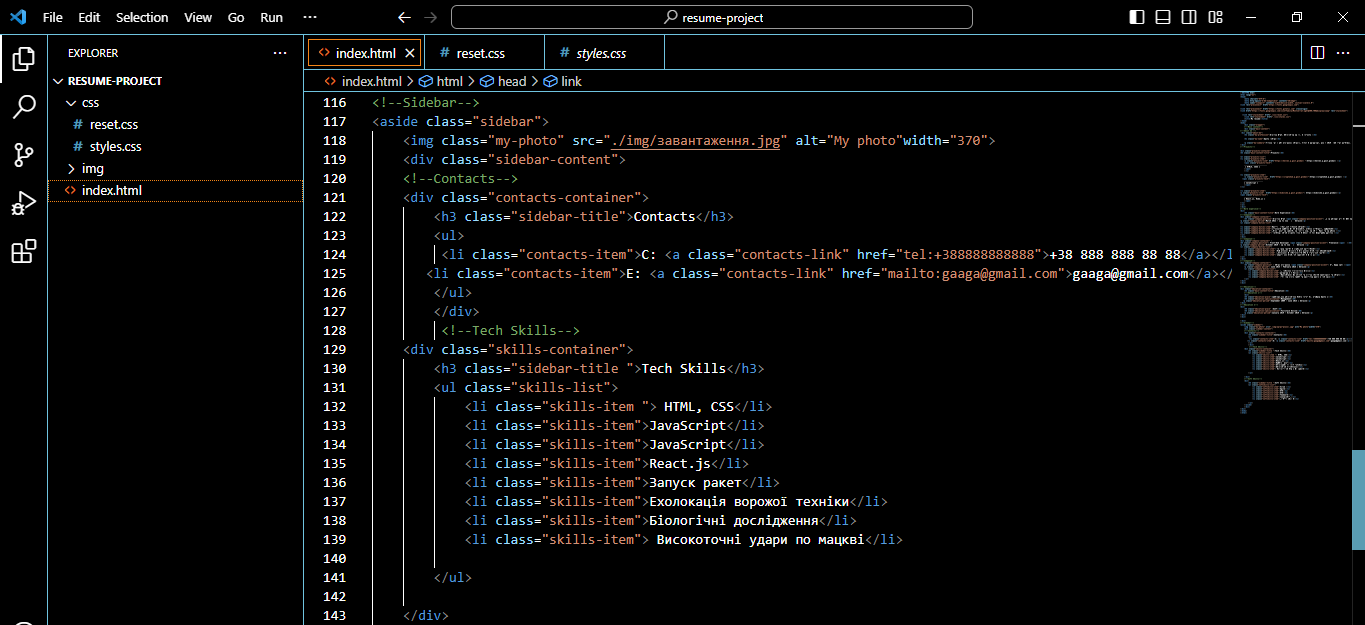 File Edit Selection View Go Run ··· resume-project
EXPLORER ···
RESUME-PROJECT
css
# reset.css
# styles.css
img
<> index.html
<> index.html # reset.css # styles.css ···
<> index.html > html > head > link
116 <!--Sidebar-->
117 <aside class="sidebar">
118 <img class="my-photo" src="./img/завантаження.jpg" alt="My photo"width="370">
119 <div class="sidebar-content">
120 <!--Contacts-->
121 <div class="contacts-container">
122 <h3 class="sidebar-title">Contacts</h3>
123 <ul>
124 <li class="contacts-item">C: <a class="contacts-link" href="tel:+388888888888">+38 888 888 88 88</a></l
125 <li class="contacts-item">E: <a class="contacts-link" href="mailto:gaaga@gmail.com">gaaga@gmail.com</a></
126 </ul>
127 </div>
128 <!--Tech Skills-->
129 <div class="skills-container">
130 <h3 class="sidebar-title ">Tech Skills</h3>
131 <ul class="skills-list">
132 <li class="skills-item "> HTML, CSS</li>
133 <li class="skills-item">JavaScript</li>
134 <li class="skills-item">JavaScript</li>
135 <li class="skills-item">React.js</li>
136 <li class="skills-item">Запуск ракет</li>
137 <li class="skills-item">Ехолокація ворожої техніки</li>
138 <li class="skills-item">Біологічні дослідження</li>
139 <li class="skills-item"> Високоточні удари по мацкві</li>
140
141 </ul>
142
143 </div>